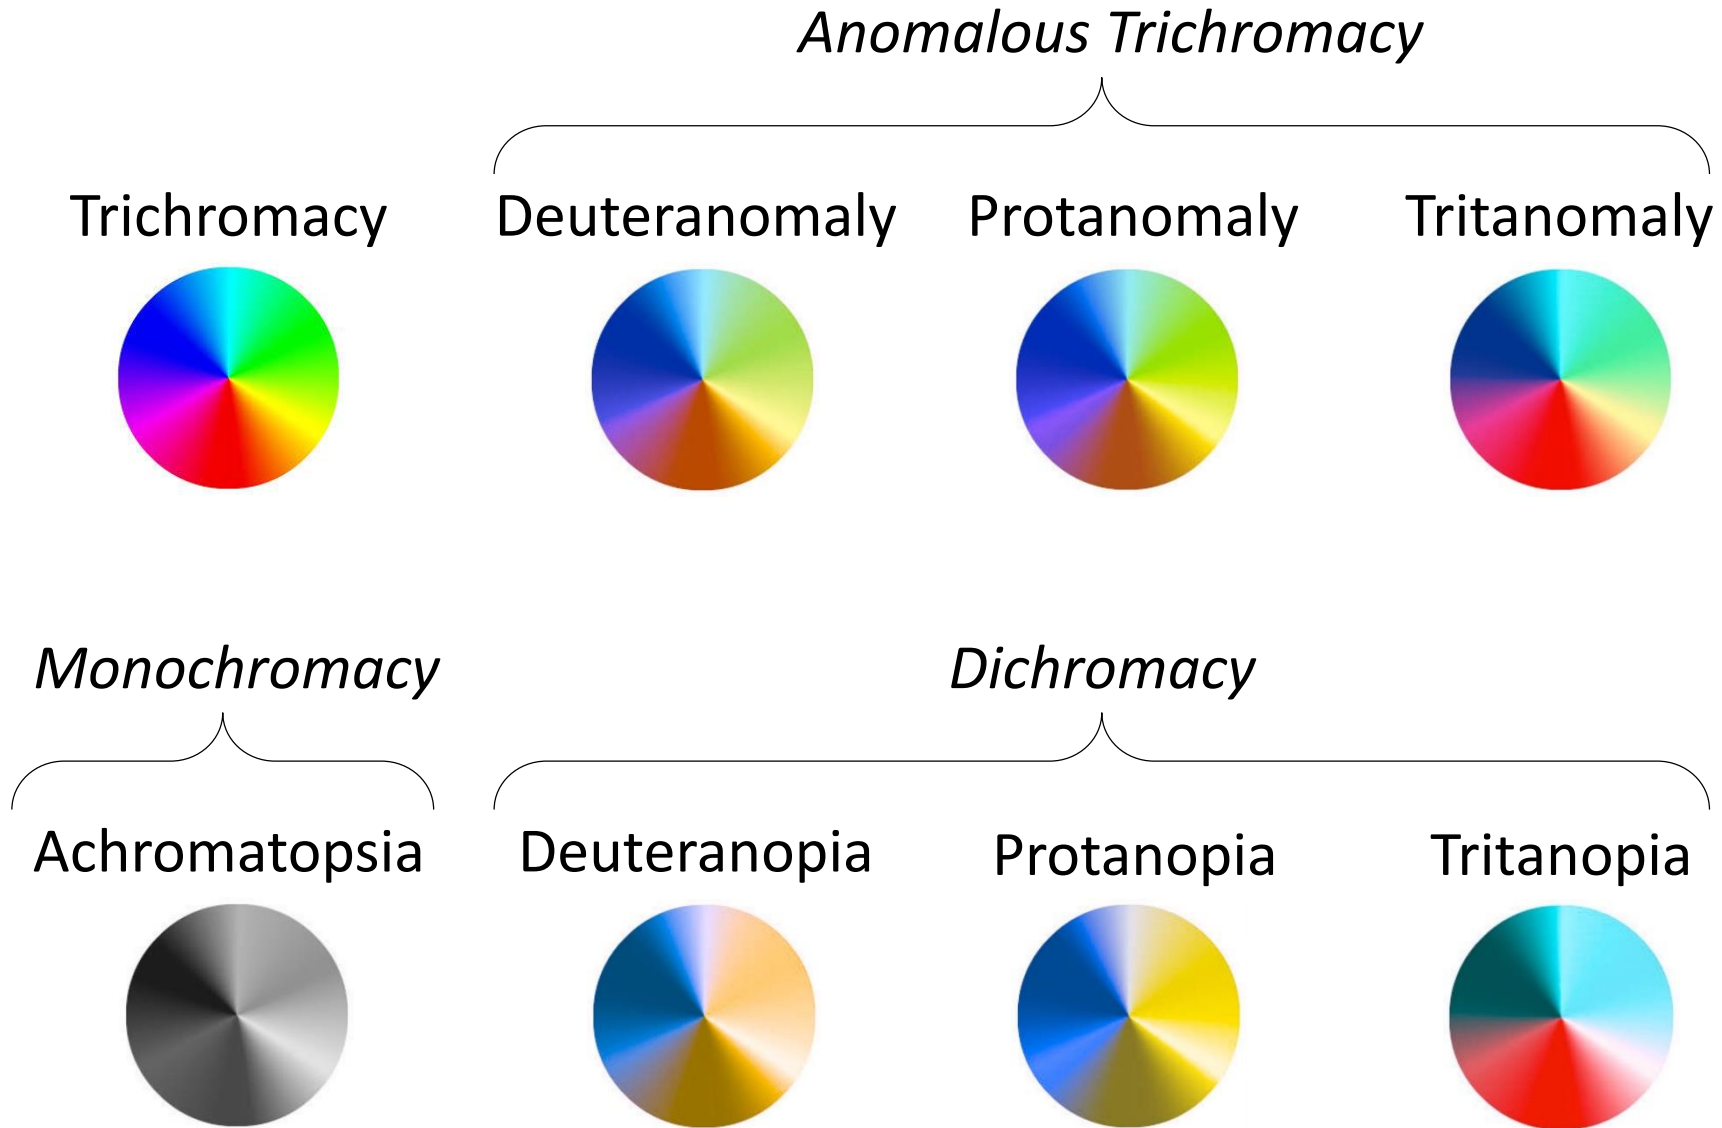 Anomalous Trichromacy
Trichromacy
Deuteranomaly
Protanomaly
Tritanomaly
Monochromacy
Dichromacy
Achromatopsia
Deuteranopia
Protanopia
Tritanopia